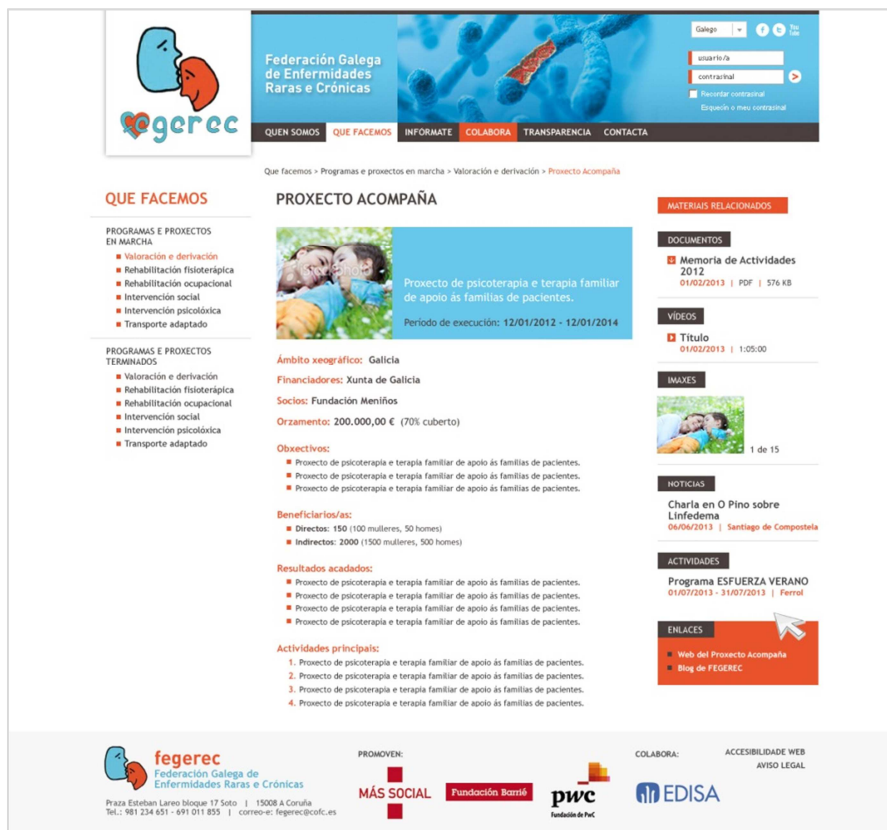 Galego
You
Tube
usuario/a
contrasinal
Recordar contrasinal
Esquecín o meu contrasinal
Federación Galega
de Enfermidades
Raras e Crónicas
fegerec
QUEN SOMOS QUE FACEMOS INFORMATE COLABORA TRANSPARENCIA CONTACTA
Que facemos > Programas e proxectos en marcha > Valoración e derivación > Proxecto Acompaña
QUE FACEMOS
PROGRAMAS E PROXECTOS
EN MARCHA
Valoración e derivación
Rehabilitación fisioterápica
Rehabilitación ocupacional
Intervención social
Intervención psicolóxica
Transporte adaptado
PROGRAMAS E PROXECTOS
TERMINADOS
Valoración e derivación
Rehabilitación fisioterápica
Rehabilitación ocupacional
Intervención social
Intervención psicolóxica
Transporte adaptado
PROXECTO ACOMPAÑA
Proxecto de psicoterapia e terapia familiar
de apoio ás familias de pacientes.
Período de execución: 12/01/2012 - 12/01/2014
Ámbito xeográfico: Galicia
Financiadores: Xunta de Galicia
Socios: Fundación Meniños
Orzamento: 200.000,00 € (70% cuberto)
Obxectivos:
Proxecto de psicoterapia e terapia familiar de apoio ás familias de pacientes.
Proxecto de psicoterapia e terapia familiar de apoio ás familias de pacientes.
Proxecto de psicoterapia e terapia familiar de apoio ás familias de pacientes.
Beneficiarios/as:
Directos: 150 (100 mulleres, 50 homes)
Indirectos: 2000 (1500 mulleres, 500 homes)
Resultados acadados:
Proxecto de psicoterapia e terapia familiar de apoio ás familias de pacientes.
Proxecto de psicoterapia e terapia familiar de apoio ás familias de pacientes.
Proxecto de psicoterapia e terapia familiar de apoio ás familias de pacientes.
Proxecto de psicoterapia e terapia familiar de apoio ás familias de pacientes.
Actividades principais:
1. Proxecto de psicoterapia e terapia familiar de apoio ás familias de pacientes.
2. Proxecto de psicoterapia e terapia familiar de apoio ás familias de pacientes.
3. Proxecto de psicoterapia e terapia familiar de apoio ás familias de pacientes.
4. Proxecto de psicoterapia e terapia familiar de apoio ás familias de pacientes.
MATERIAIS RELACIONADOS
DOCUMENTOS
Memoria de Actividades
2012
01/02/2013 | PDF | 576 KB
VÍDEOS
Título
01/02/2013 | 1:05:00
IMAXES
1 de 15
NOTICIAS
Charla en O Pino sobre
Linfedema
06/06/2013 | Santiago de Compostela
ACTIVIDADES
Programa ESFUERZA VERANO
01/07/2013 - 31/07/2013 | Ferrol
ENLACES
Web del Proxecto Acompaña
Blog de FEGEREC
fegerec
Federación Galega de
Enfermidades Raras e Crónicas
Praza Esteban Lareo bloque 17 Soto | 15008 A Coruña
Tel.: 981 234 651 - 691 011 855 | correo-e: fegerec@cofc.es
PROMOVEN:
MÁS SOCIAL
Fundación Barrié
pwc
Fundación de PwC
COLABORA:
EDISA
ACCESIBILIDADE WEB
AVISO LEGAL